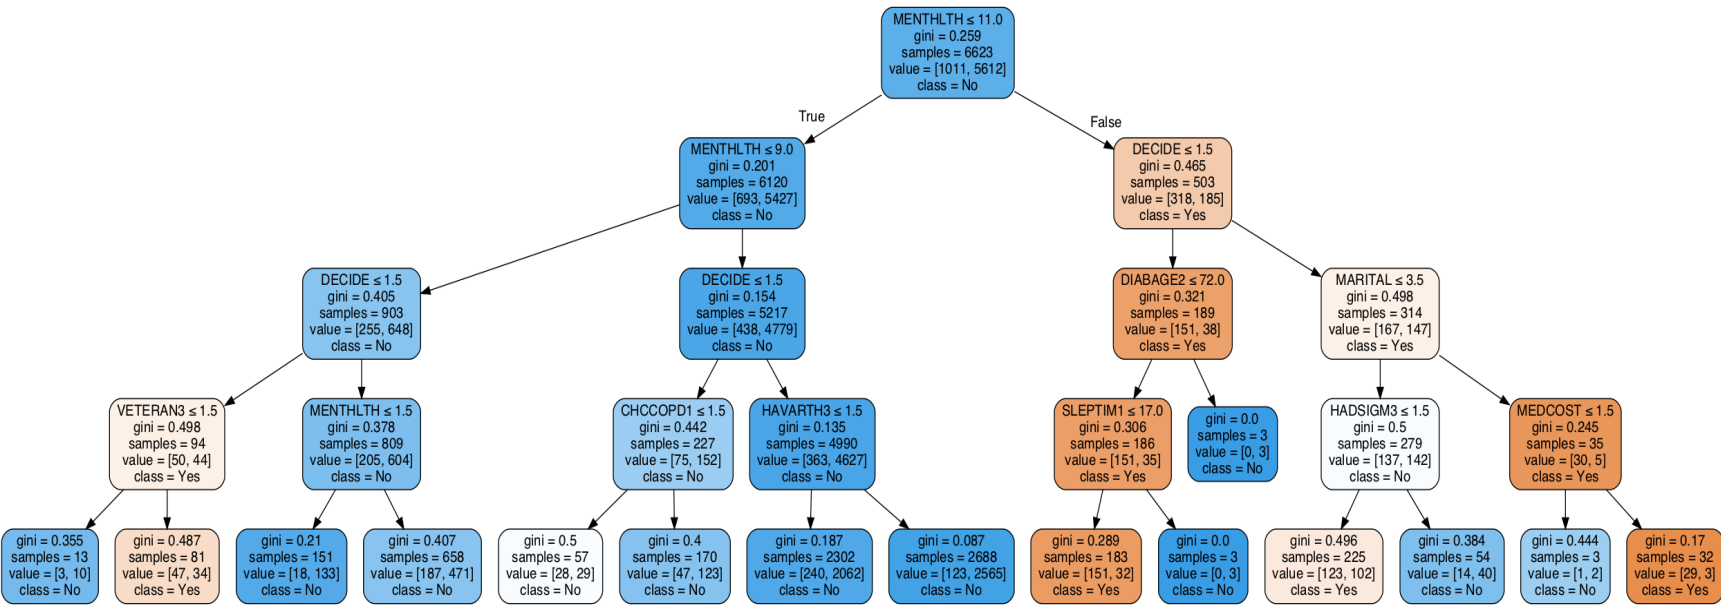 MENTHLTH ≤ 11.0
gini = 0.259
samples = 6623
value = [1011, 5612]
class = No
True
False
MENTHLTH ≤ 9.0
gini = 0.201
samples = 6120
value = [693, 5427]
class = No
DECIDE ≤ 1.5
gini = 0.465
samples = 503
value = [318, 185]
class = Yes
DECIDE ≤ 1.5
gini = 0.405
samples = 903
value = [255, 648]
class = No
DECIDE ≤ 1.5
gini = 0.154
samples = 5217
value = [438, 4779]
class = No
DIABAGE2 ≤ 72.0
gini = 0.321
samples = 189
value = [151, 38]
class = Yes
MARITAL ≤ 3.5
gini = 0.498
samples = 314
value = [167, 147]
class = Yes
VETERAN3 ≤ 1.5
gini = 0.498
samples = 94
value = [50, 44]
class = Yes
MENTHLTH ≤ 1.5
gini = 0.378
samples = 809
value = [205, 604]
class = No
CHCCOPD1 ≤ 1.5
gini = 0.442
samples = 227
value = [75, 152]
class = No
HAVARTH3 ≤ 1.5
gini = 0.135
samples = 4990
value = [363, 4627]
class = No
SLEPTIM1 ≤ 17.0
gini = 0.306
samples = 186
value = [151, 35]
class = Yes
gini = 0.0
samples = 3
value = [0, 3]
class = No
HADSIGM3 ≤ 1.5
gini = 0.5
samples = 279
value = [137, 142]
class = No
MEDCOST ≤ 1.5
gini = 0.245
samples = 35
value = [30, 5]
class = Yes
gini = 0.355
samples = 13
value = [3, 10]
class = No
gini = 0.487
samples = 81
value = [47, 34]
class = Yes
gini = 0.21
samples = 151
value = [18, 133]
class = No
gini = 0.407
samples = 658
value = [187, 471]
class = No
gini = 0.5
samples = 57
value = [28, 29]
class = No
gini = 0.4
samples = 170
value = [47, 123]
class = No
gini = 0.187
samples = 2302
value = [240, 2062]
class = No
gini = 0.087
samples = 2688
value = [123, 2565]
class = No
gini = 0.289
samples = 183
value = [151, 32]
class = Yes
gini = 0.0
samples = 3
value = [0, 3]
class = No
gini = 0.496
samples = 225
value = [123, 102]
class = Yes
gini = 0.384
samples = 54
value = [14, 40]
class = No
gini = 0.444
samples = 3
value = [1, 2]
class = No
gini = 0.17
samples = 32
value = [29, 3]
class = Yes